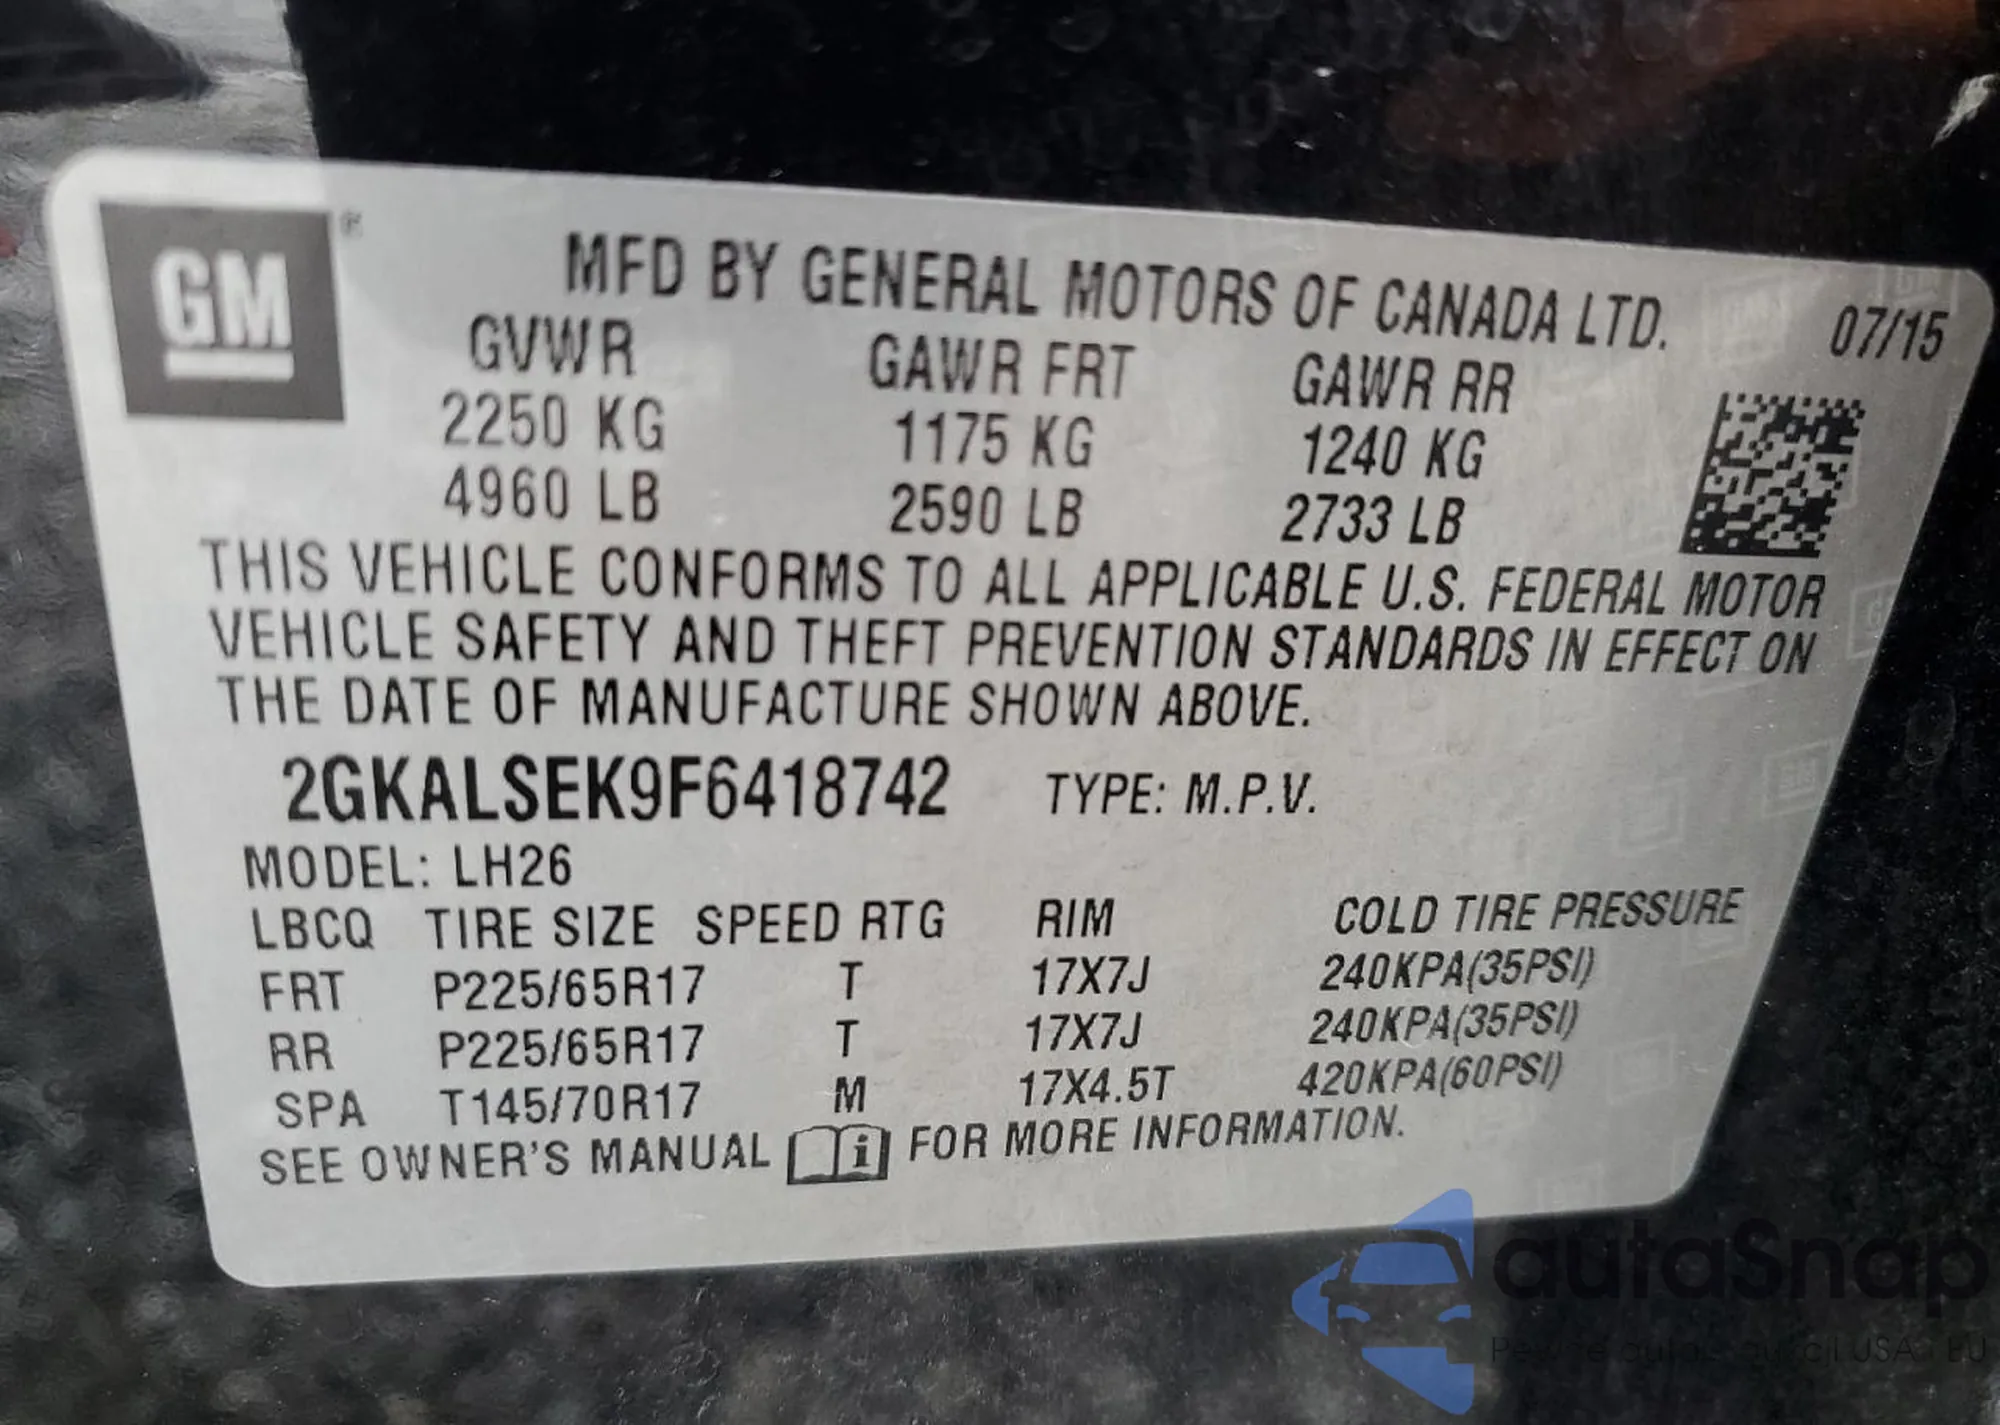 GM ®
MFD BY GENERAL MOTORS OF CANADA LTD. 07/15
GVWR GAWR FRT GAWR RR
2250 KG 1175 KG 1240 KG
4960 LB 2590 LB 2733 LB
THIS VEHICLE CONFORMS TO ALL APPLICABLE U.S. FEDERAL MOTOR
VEHICLE SAFETY AND THEFT PREVENTION STANDARDS IN EFFECT ON
THE DATE OF MANUFACTURE SHOWN ABOVE.
2GKALSEK9F6418742 TYPE: M.P.V.
MODEL: LH26
LBCQ TIRE SIZE SPEED RTG RIM COLD TIRE PRESSURE
FRT P225/65R17 T 17X7J 240KPA(35PSI)
RR P225/65R17 T 17X7J 240KPA(35PSI)
SPA T145/70R17 M 17X4.5T 420KPA(60PSI)
SEE OWNER'S MANUAL i FOR MORE INFORMATION.
autaSnap
USA EU